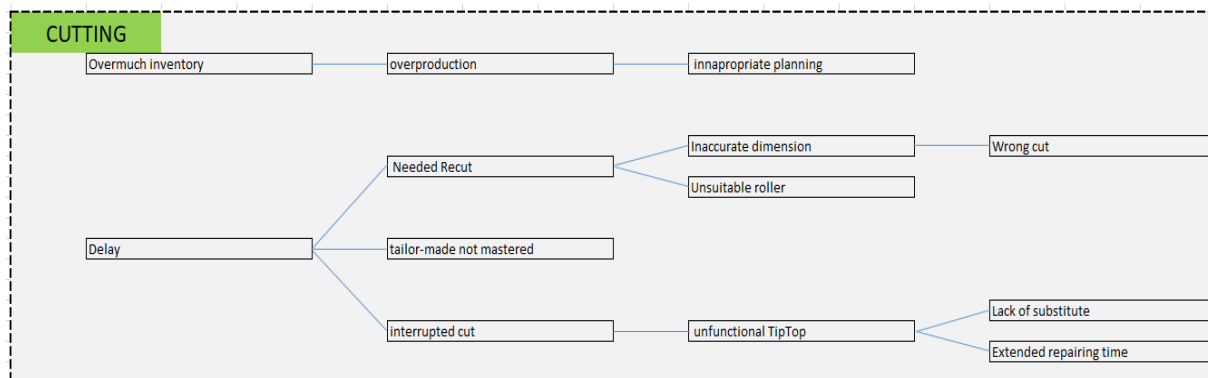 CUTTING
Overmuch inventory
overproduction
innapropriate planning
Inaccurate dimension
Wrong cut
Needed Recut
Unsuitable roller
Delay
tailor-made not mastered
Lack of substitute
interrupted cut
unfunctional TipTop
Extended repairing time